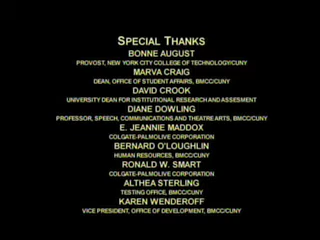 SPECIAL THANKS
BONNE AUGUST
PROVOST, NEW YORK CITY COLLEGE OF TECHNOLOGY/CUNY
MARVA CRAIG
DEAN, OFFICE OF STUDENT AFFAIRS, BMCC/CUNY
DAVID CROOK
UNIVERSITY DEAN FOR INSTITUTIONAL RESEARCH AND ASSESMENT
DIANE DOWLING
PROFESSOR, SPEECH, COMMUNICATIONS AND THEATRE ARTS, BMCC/CUNY
E. JEANNIE MADDOX
COLGATE-PALMOLIVE CORPORATION
BERNARD O'LOUGHLIN
HUMAN RESOURCES, BMCC/CUNY
RONALD W. SMART
COLGATE-PALMOLIVE CORPORATION
ALTHEA STERLING
TESTING OFFICE, BMCC/CUNY
KAREN WENDEROFF
VICE PRESIDENT, OFFICE OF DEVELOPMENT, BMCC/CUNY